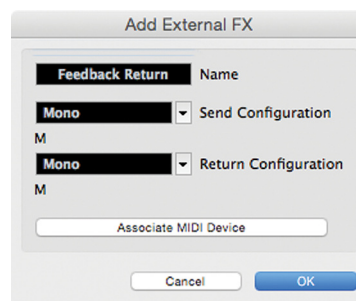 Add External FX
Feedback Return Name
Mono Send Configuration
M
Mono Return Configuration
M
Associate MIDI Device
Cancel OK